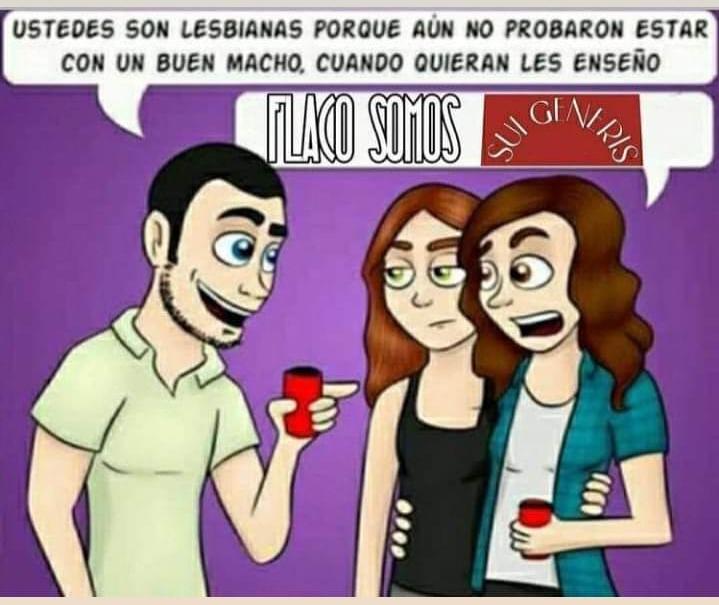 USTEDES SON LESBIANAS PORQUE AÚN NO PROBARON ESTAR
CON UN BUEN MACHO, CUANDO QUIERAN LES ENSEÑO
FLACO SOMOS SUI GENERIS